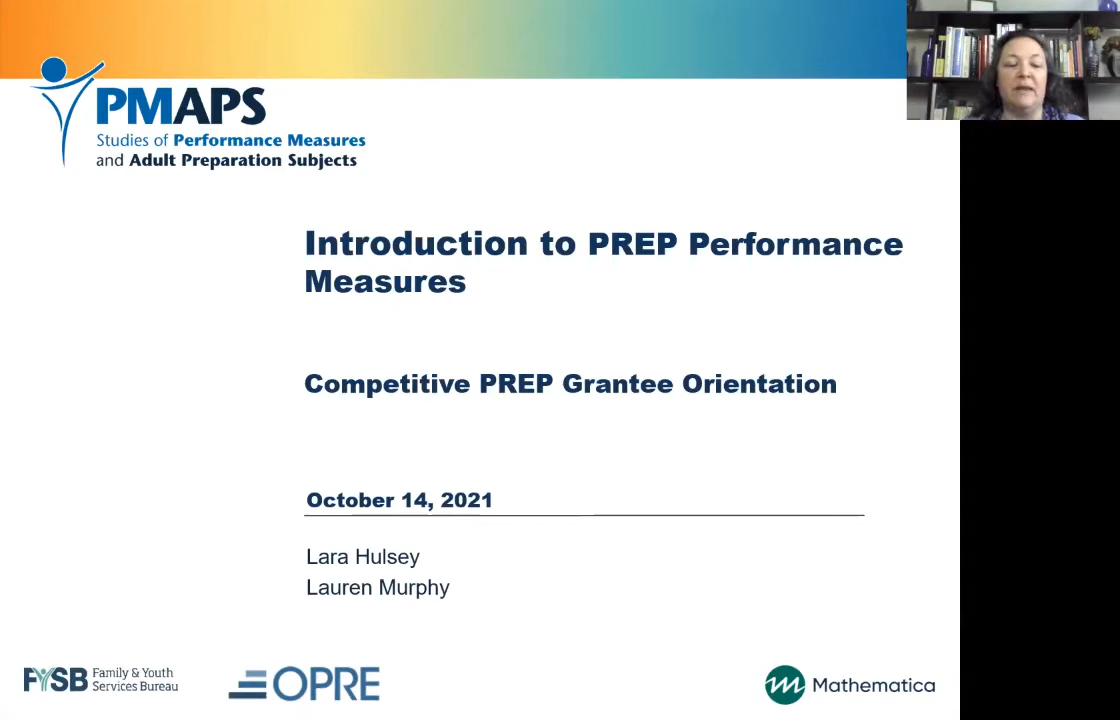 PMAPS
Studies of Performance Measures
and Adult Preparation Subjects
Introduction to PREP Performance
Measures
Competitive PREP Grantee Orientation
October 14, 2021
Lara Hulsey
Lauren Murphy
FYSB Family & Youth
Services Bureau
OPRE
Mathematica